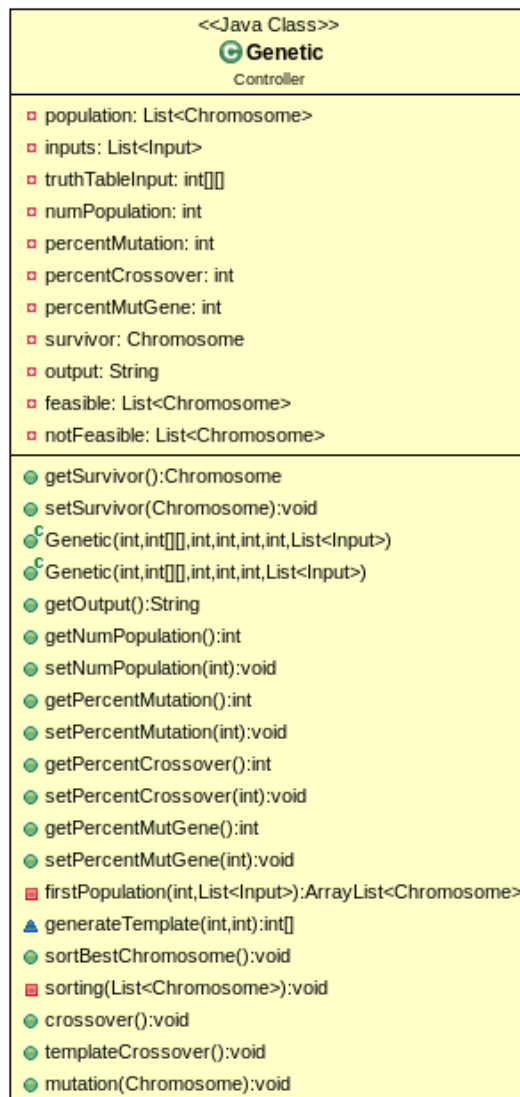 <<Java Class>>
C Genetic
Controller
population: List<Chromosome>
inputs: List<Input>
truthTableInput: int[][]
numPopulation: int
percentMutation: int
percentCrossover: int
percentMutGene: int
survivor: Chromosome
output: String
feasible: List<Chromosome>
notFeasible: List<Chromosome>
getSurvivor():Chromosome
setSurvivor(Chromosome):void
c Genetic(int,int[][],int,int,int,int,List<Input>)
c Genetic(int,int[][],int,int,int,List<Input>)
getOutput():String
getNumPopulation():int
setNumPopulation(int):void
getPercentMutation():int
setPercentMutation(int):void
getPercentCrossover():int
setPercentCrossover(int):void
getPercentMutGene():int
setPercentMutGene(int):void
firstPopulation(int,List<Input>):ArrayList<Chromosome>
generateTemplate(int,int):int[]
sortBestChromosome():void
sorting(List<Chromosome>):void
crossover():void
templateCrossover():void
mutation(Chromosome):void